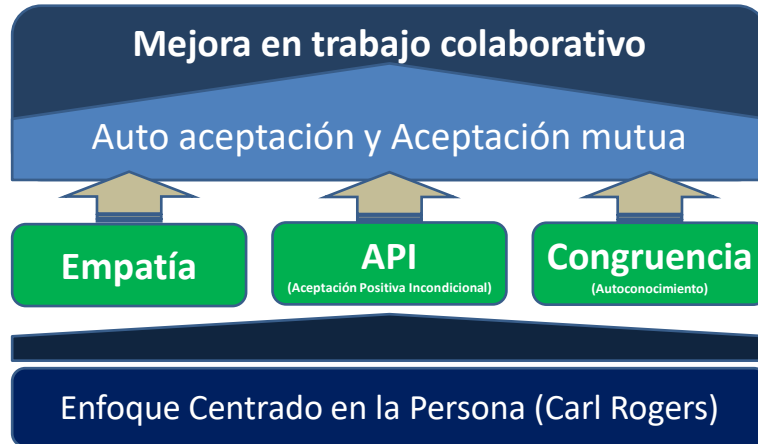 Mejora en trabajo colaborativo
Auto aceptación y Aceptación mutua
Empatía
API
(Aceptación Positiva Incondicional)
Congruencia
(Autoconocimiento)
Enfoque Centrado en la Persona (Carl Rogers)